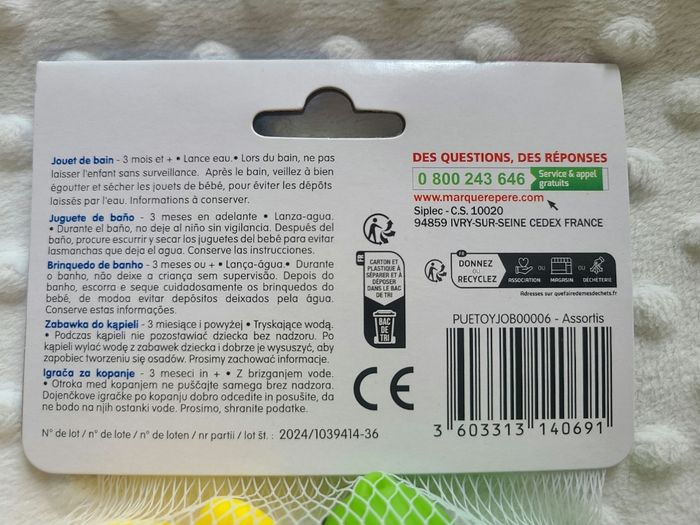 Jouet de bain - 3 mois et + • Lance eau.• Lors du bain, ne pas
laisser l'enfant sans surveillance. Après le bain, veillez à bien
égoutter et sécher les jouets de bébé, pour éviter les dépôts
laissés par l'eau. Informations à conserver.
Juguete de baño - 3 meses en adelante • Lanza-agua.
• Durante el baño, no deje al niño sin vigilancia. Después del
baño, procure escurrir y secar los juguetes del bebé para evitar
lasmanchas que deja el agua. Conserve las instrucciones.
Brinquedo de banho - 3 meses ou + • Lança-água. • Durante
o banho, não deixe a criança sem supervisão. Depois do
banho, escorra e seque cuidadosamente os brinquedos do
bebé, de modoa evitar depósitos deixados pela água.
Conserve estas informações.
Zabawka do kąpieli - 3 miesiące i powyżej • Tryskające wodą.
• Podczas kąpieli nie pozostawiać dziecka bez nadzoru. Po
kąpieli wylać wodę z zabawek dziecka i dobrze je wysuszyć, aby
zapobiec tworzeniu się osadów. Prosimy zachować informacje.
Igrača za kopanje - 3 meseci in + • Z brizganjem vode.
• Otroka med kopanjem ne puščajte samega brez nadzora.
Dojenčkove igračke po kopanju dobro odcedite in posušite, da
ne bodo na njih ostanki vode. Prosimo, shranite podatke.
N° de lot / n° de lote / n° de loten / nr partii / lot št. : 2024/1039414-36
DES QUESTIONS, DES RÉPONSES
0 800 243 646 Service & appel
gratuits
www.marquerepere.com
Siplec - C.S. 10020
94859 IVRY-SUR-SEINE CEDEX FRANCE
FR
CARTON ET
PLASTIQUE À
SÉPARER ET À
DÉPOSER
DANS LE BAC
DE TRI
BAC
DE
TRI
FR
DONNEZ
ou
RECYCLEZ
ASSOCIATION
OU
MAGASIN
OU
DÉCHÈTERIE
Adresses sur quefairedemesdechets.fr
CE
PUETOYJOB00006 - Assortis
3 603313 140691